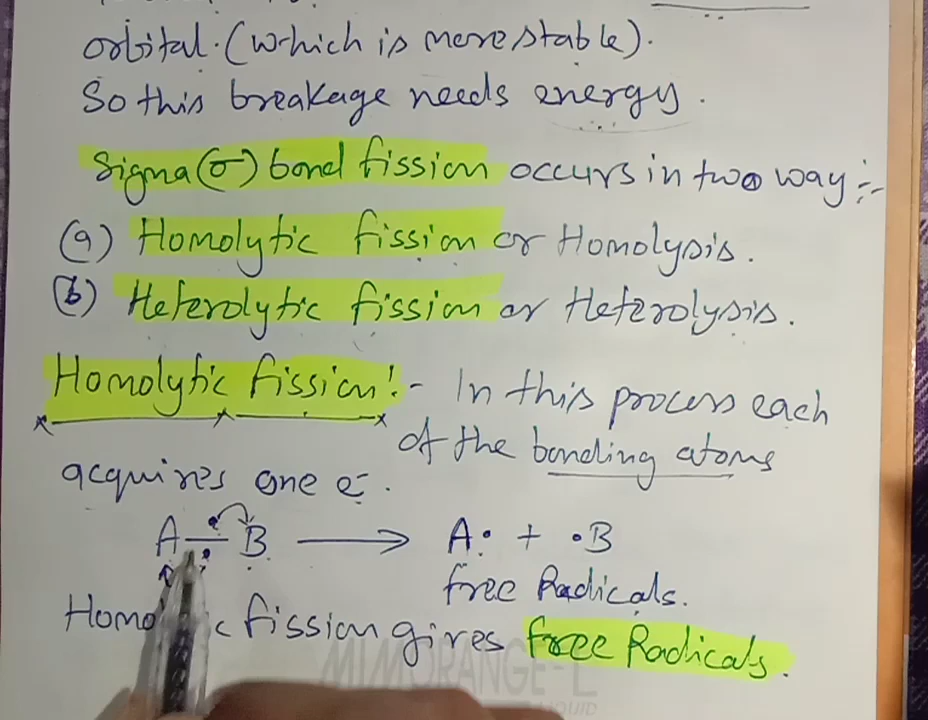 orbital. (which is more stable).
So this breakage needs energy.
Sigma (σ) bond fission occurs in two way :-
(a) Homolytic fission or Homolysis.
(b) Heterolytic fission or Heterolysis.
Homolytic fission! - In this process each
of the bonding atoms
acquires one e-.
A — B → A• + •B
free Radicals.
Homo c fission gives free Radicals.
MIMORANGE-L